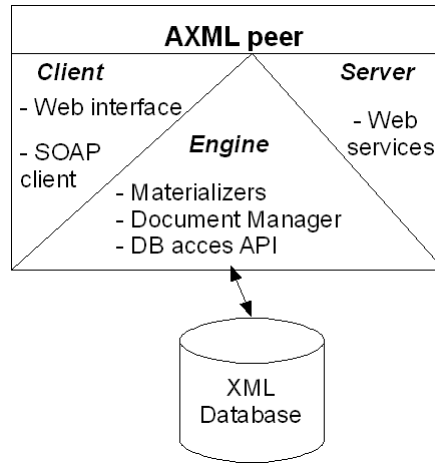 AXML peer
Client
- Web interface
- SOAP
client
Engine
- Materializers
- Document Manager
- DB acces API
Server
- Web
services
XML
Database